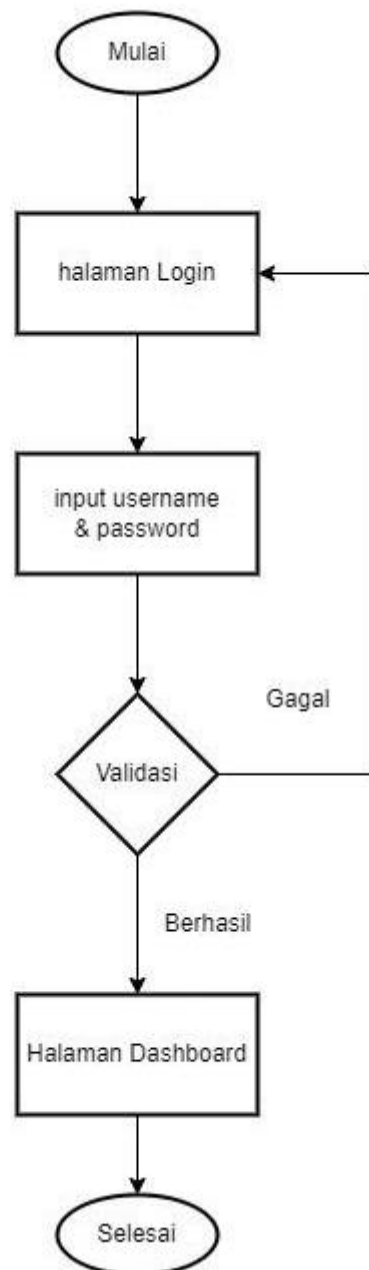 Mulai
halaman Login
input username
& password
Gagal
Validasi
Berhasil
Halaman Dashboard
Selesai